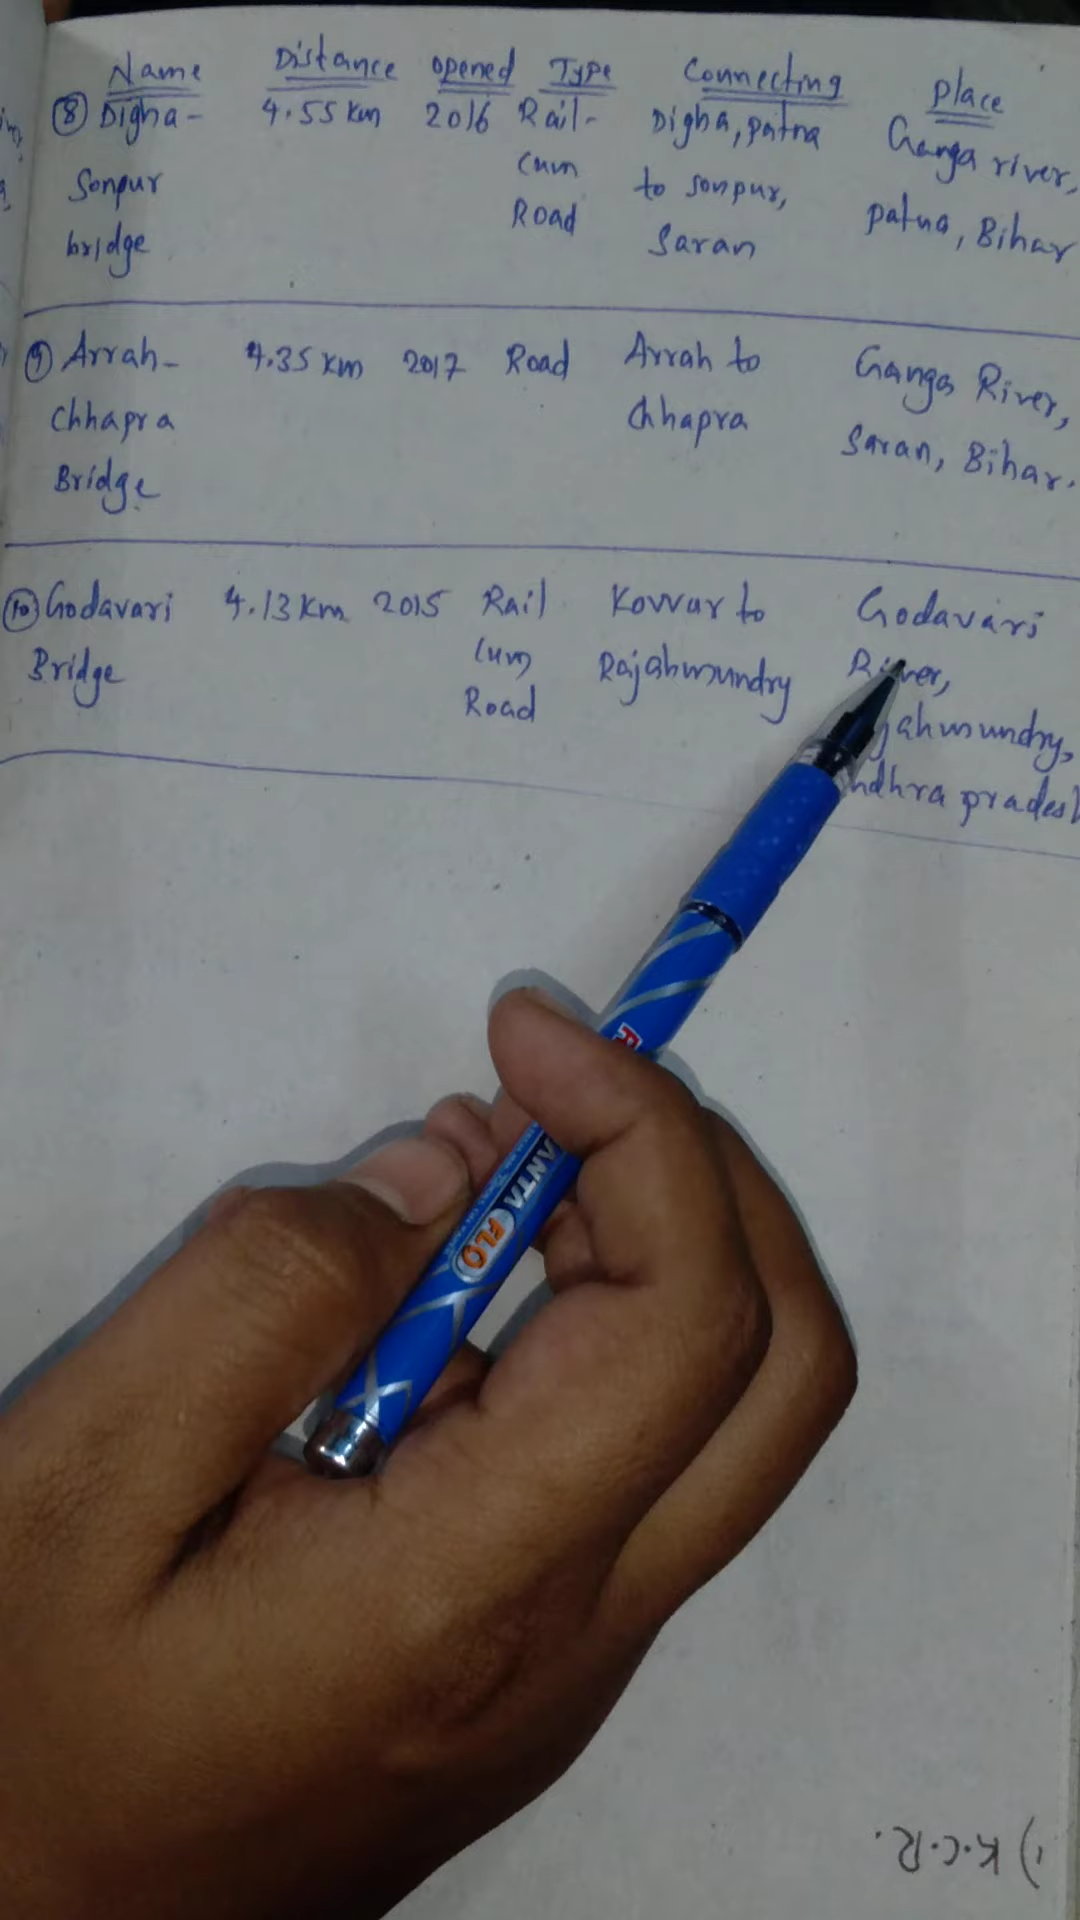 Name Distance opened Type Connecting place
⑧ Digha- 4.55 km 2016 Rail- Digha, patna Ganga river,
Sonpur cum to sonpur, patna, Bihar
bridge Road Saran
⑨ Arrah- 4.35 km 2017 Road Arrah to Ganga River,
Chhapra Chhapra Saran, Bihar.
Bridge
⑩ Godavari 4.13 km 2015 Rail Kovvur to Godavari
Bridge cum Rajahmundry River,
Road jahmundry,
ndhra prades
FLO
1) K.C.R.